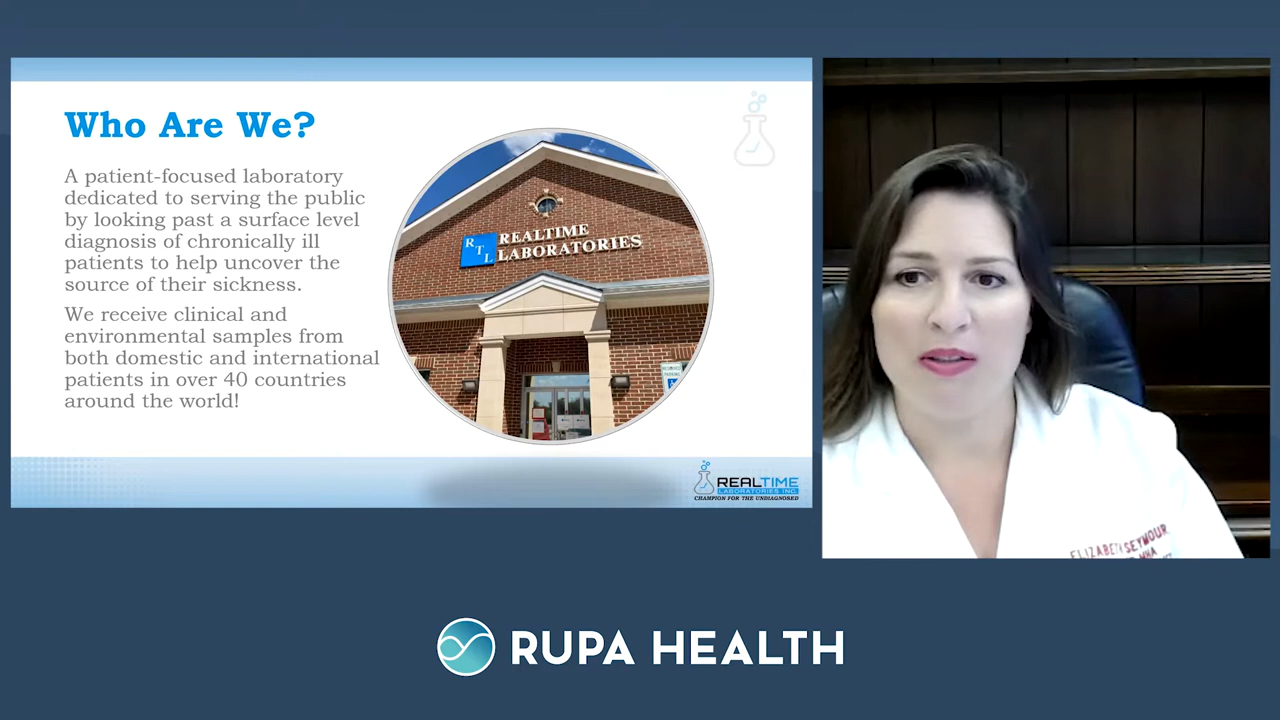 Who Are We?
A patient-focused laboratory
dedicated to serving the public
by looking past a surface level
diagnosis of chronically ill
patients to help uncover the
source of their sickness.
We receive clinical and
environmental samples from
both domestic and international
patients in over 40 countries
around the world!
RTL
REALTIME
LABORATORIES
REALTIME
LABORATORIES INC.
CHAMPION FOR THE UNDIAGNOSED
ELIZABETH SEYMOUR
MHA
RUPA HEALTH